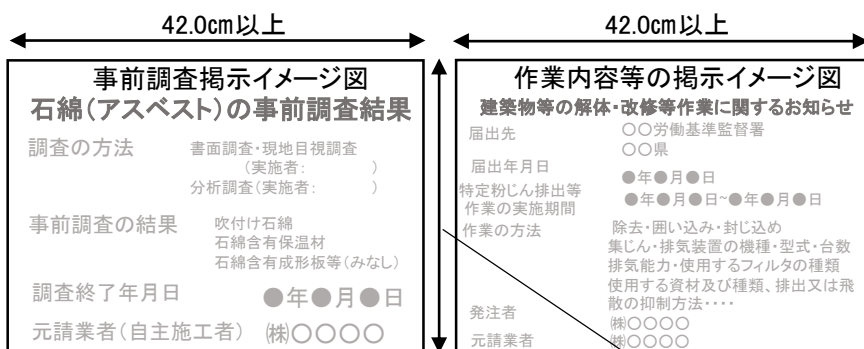 42.0cm以上
事前調査掲示イメージ図
石綿(アスベスト)の事前調査結果
調査の方法 書面調査・現地目視調査
(実施者: )
分析調査(実施者: )
事前調査の結果 吹付け石綿
石綿含有保温材
石綿含有成形板等(みなし)
調査終了年月日 ●年●月●日
元請業者(自主施工者) ㈱〇〇〇〇
42.0cm以上
作業内容等の掲示イメージ図
建築物等の解体・改修等作業に関するお知らせ
届出先 〇〇労働基準監督署
〇〇県
届出年月日 ●年●月●日
特定粉じん排出等
作業の実施期間 ●年●月●日~●年●月●日
作業の方法 除去・囲い込み・封じ込め
集じん・排気装置の機種・型式・台数
排気能力・使用するフィルタの種類
使用する資材及び種類、排出又は飛
散の抑制方法・・・・
発注者 ㈱〇〇〇〇
元請業者 ㈱〇〇〇〇